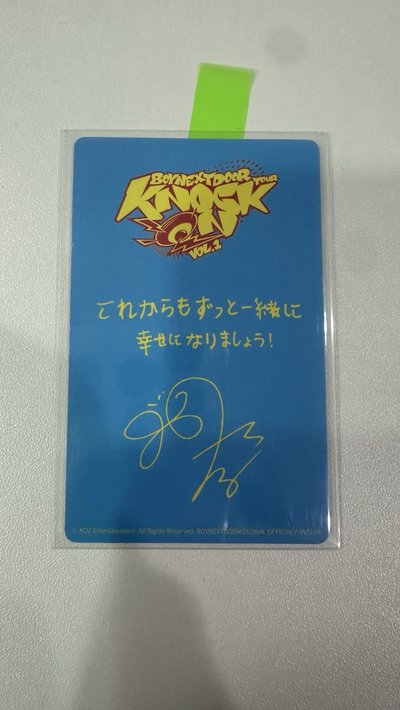 BOYNEXTDOOR TOUR
KNOCK
ON
VOL.1
これからもずっと一緒に
幸せになりましょう!
© KOZ Entertainment. All Rights Reserved. BOYNEXTDOOR GLOBAL OFFICIAL FANCLUB